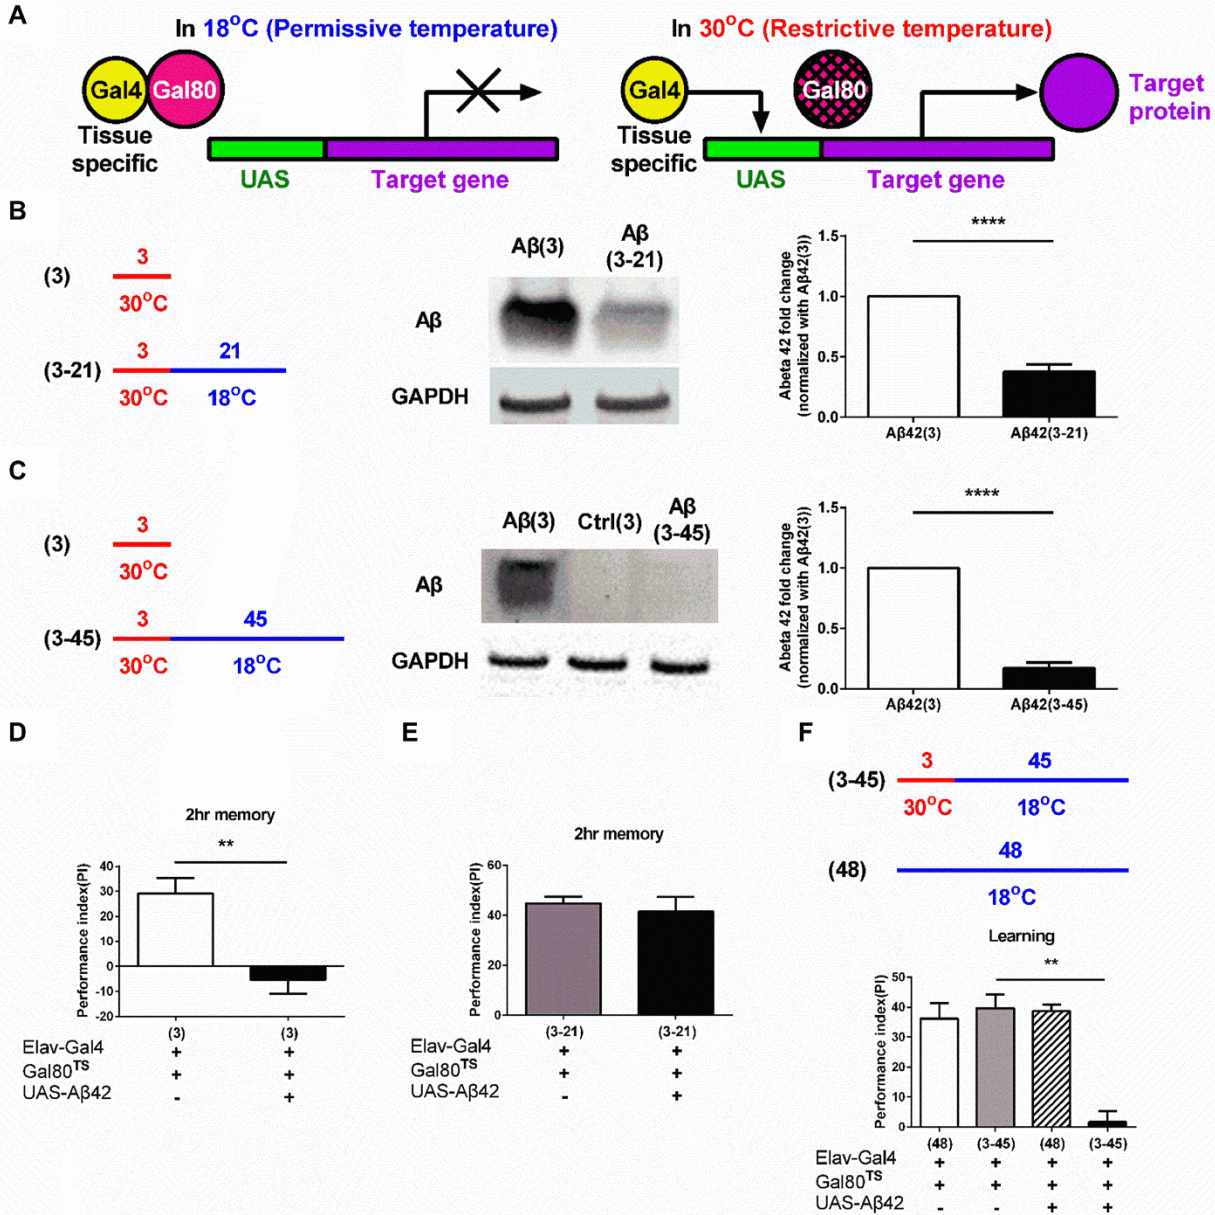 A
In 18°C (Permissive temperature)
In 30°C (Restrictive temperature)
Gal4
Gal80
Tissue
specific
UAS
Target gene
Gal4
Gal80
Tissue
specific
UAS
Target gene
Target
protein
B
(3)
3
30°C
(3-21)
3
21
30°C
18°C
Aβ(3)
Aβ
(3-21)
Aβ
GAPDH
****
Abeta 42 fold change
(normalized with Aβ42(3))
1.5
1.0
0.5
0.0
Aβ42(3)
Aβ42(3-21)
C
(3)
3
30°C
(3-45)
3
45
30°C
18°C
Aβ(3)
Ctrl(3)
Aβ
(3-45)
Aβ
GAPDH
****
Abeta 42 fold change
(normalized with Aβ42(3))
1.5
1.0
0.5
0.0
Aβ42(3)
Aβ42(3-45)
D
2hr memory
**
Performance index(PI)
40
30
20
10
0
-10
-20
(3) (3)
Elav-Gal4 + +
Gal80TS + +
UAS-Aβ42 - +
E
2hr memory
Performance index(PI)
60
40
20
0
(3-21) (3-21)
Elav-Gal4 + +
Gal80TS + +
UAS-Aβ42 - +
F
(3-45)
3
45
30°C
18°C
(48)
48
18°C
Learning
**
Performance index(PI)
50
40
30
20
10
0
(48) (3-45) (48) (3-45)
Elav-Gal4 + + + +
Gal80TS + + + +
UAS-Aβ42 - - + +